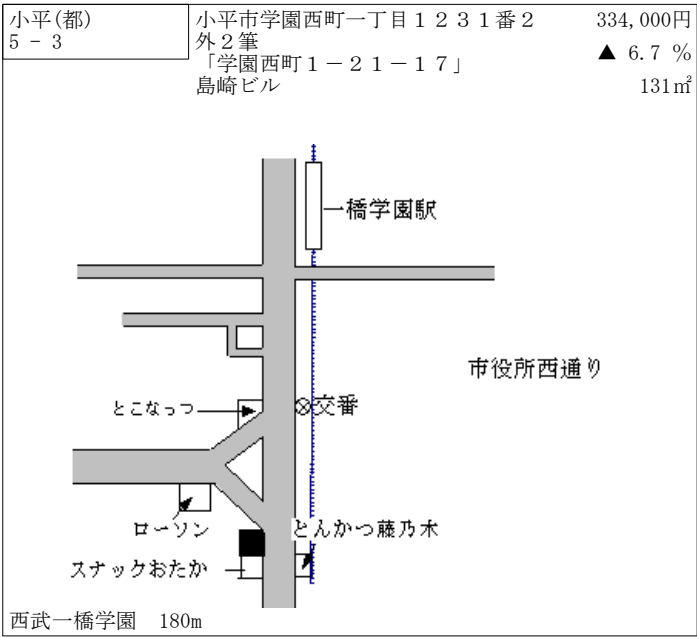 小平(都)
5 - 3
小平市学園西町一丁目１２３１番２
外２筆
「学園西町１－２１－１７」
島崎ビル
334,000円
▲ 6.7 %
131㎡
一橋学園駅
市役所西通り
とこなっつ
交番
ローソン
とんかつ藤乃木
スナックおたか
西武一橋学園　180m